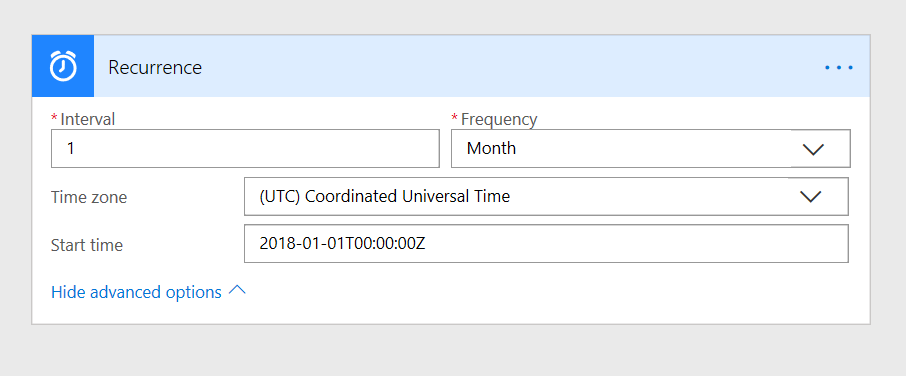 Recurrence
* Interval
* Frequency
1
Month
Time zone
(UTC) Coordinated Universal Time
Start time
2018-01-01T00:00:00Z
Hide advanced options